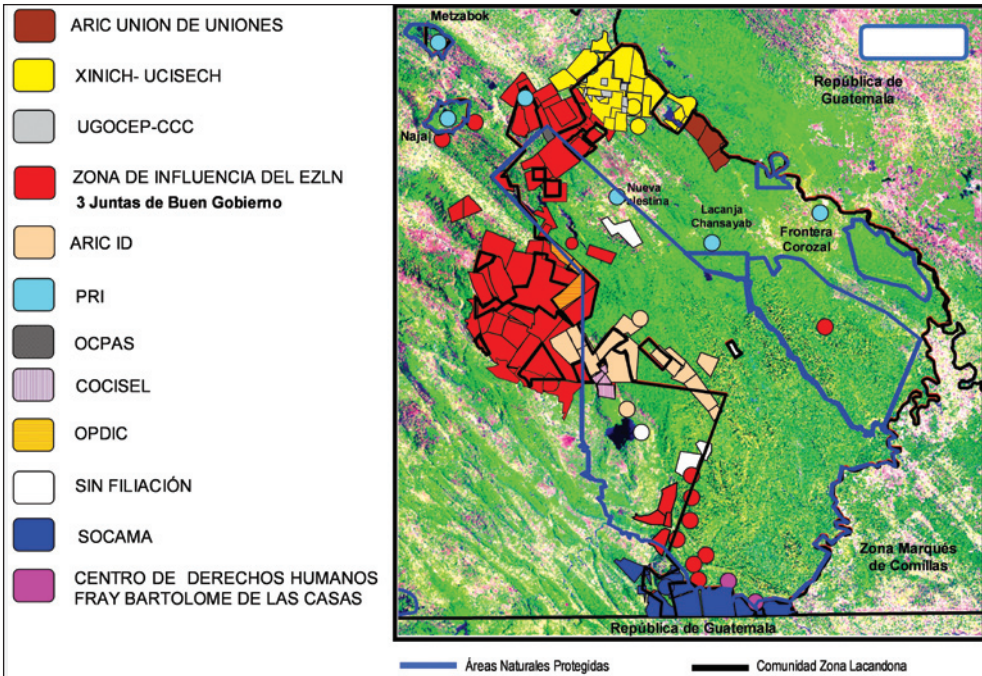 ARIC UNION DE UNIONES
XINICH- UCISECH
UGOCEP-CCC
ZONA DE INFLUENCIA DEL EZLN
3 Juntas de Buen Gobierno
ARIC ID
PRI
OCPAS
COCISEL
OPDIC
SIN FILIACIÓN
SOCAMA
CENTRO DE DERECHOS HUMANOS
FRAY BARTOLOME DE LAS CASAS
Metzabok
República de
Guatemala
Naja
Nueva
lestina
Lacanja
Chansayab
Frontera
Corozal
Zona Marqués
de Comillas
República de Guatemala
Áreas Naturales Protegidas
Comunidad Zona Lacandona